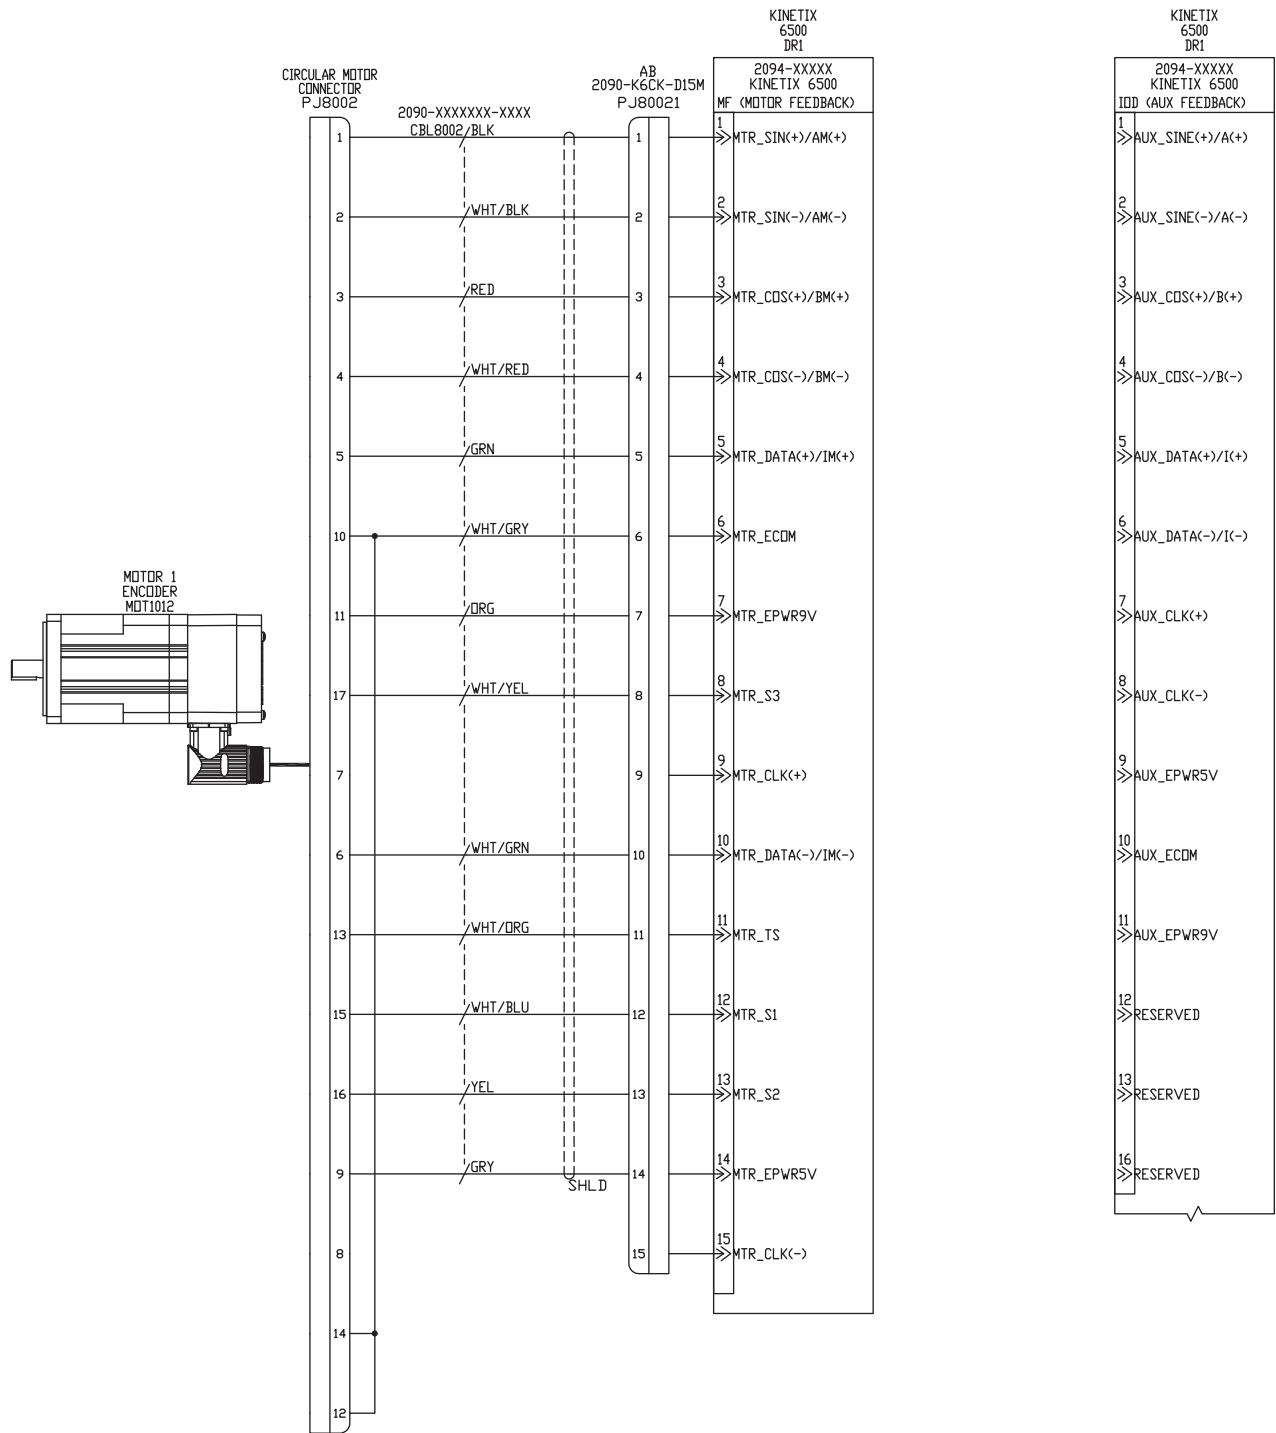 KINETIX
6500
DR1
KINETIX
6500
DR1
CIRCULAR MOTOR
CONNECTOR
PJ8002
AB
2090-K6CK-D15M
PJ80021
2094-XXXXX
KINETIX 6500
MF (MOTOR FEEDBACK)
2094-XXXXX
KINETIX 6500
IOD (AUX FEEDBACK)
2090-XXXXXXX-XXXX
CBL8002/BLK
1 1 1 MTR_SIN(+)/AM(+) 1 AUX_SINE(+)/A(+)
2 WHT/BLK 2 2 MTR_SIN(-)/AM(-) 2 AUX_SINE(-)/A(-)
3 RED 3 3 MTR_COS(+)/BM(+) 3 AUX_COS(+)/B(+)
4 WHT/RED 4 4 MTR_COS(-)/BM(-) 4 AUX_COS(-)/B(-)
5 GRN 5 5 MTR_DATA(+)/IM(+) 5 AUX_DATA(+)/I(+)
10 WHT/GRY 6 6 MTR_ECOM 6 AUX_DATA(-)/I(-)
MOTOR 1
ENCODER
MOT1012
11 ORG 7 7 MTR_EPWR9V 7 AUX_CLK(+)
17 WHT/YEL 8 8 MTR_S3 8 AUX_CLK(-)
7 9 9 MTR_CLK(+) 9 AUX_EPWR5V
6 WHT/GRN 10 10 MTR_DATA(-)/IM(-) 10 AUX_ECOM
13 WHT/ORG 11 11 MTR_TS 11 AUX_EPWR9V
15 WHT/BLU 12 12 MTR_S1 12 RESERVED
16 YEL 13 13 MTR_S2 13 RESERVED
9 GRY 14 14 MTR_EPWR5V 16 RESERVED
SHLD
8 15 15 MTR_CLK(-)
14
12